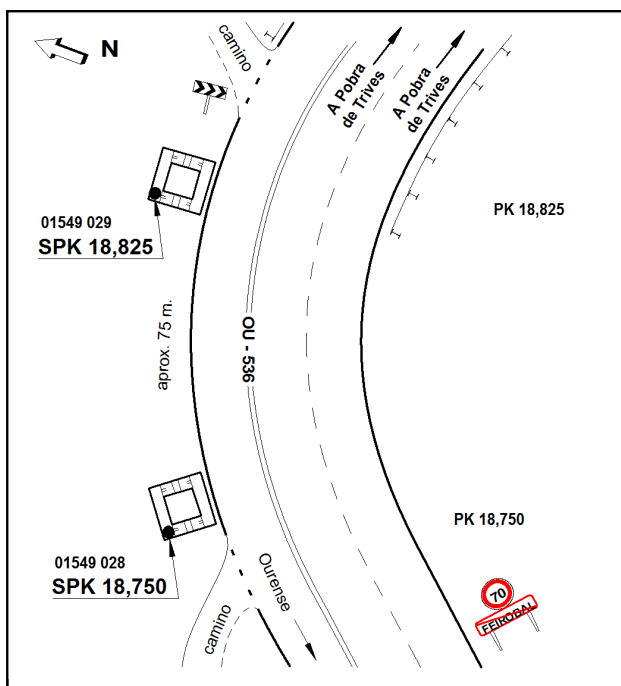 N
camino
A Pobra
de Trives
A Pobra
de Trives
01549 029
SPK 18,825
PK 18,825
aprox. 75 m.
OU - 536
01549 028
SPK 18,750
PK 18,750
Ourense
camino
70
FEIROBAL